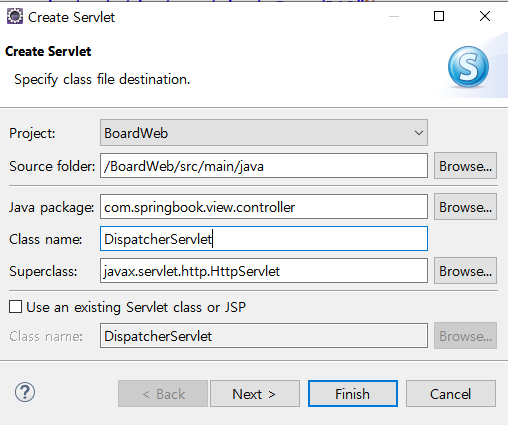 Create Servlet
Create Servlet
Specify class file destination.
S
Project: BoardWeb
Source folder: /BoardWeb/src/main/java Browse...
Java package: com.springbook.view.controller Browse...
Class name: DispatcherServlet
Superclass: javax.servlet.http.HttpServlet Browse...
Use an existing Servlet class or JSP
Class name: DispatcherServlet Browse...
? < Back Next > Finish Cancel